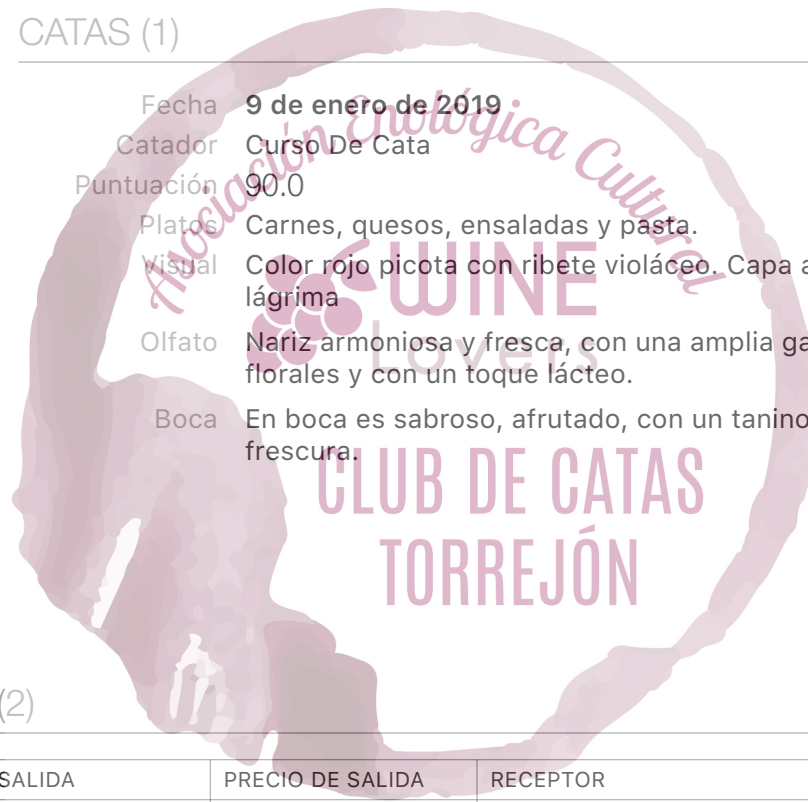 CATAS (1)
Fecha 9 de enero de 2019
Catador Curso De Cata
Puntuación 90.0
Platos Carnes, quesos, ensaladas y pasta.
Visual Color rojo picota con ribete violáceo. Capa a
lágrima
Olfato Nariz armoniosa y fresca, con una amplia ga
florales y con un toque lácteo.
Boca En boca es sabroso, afrutado, con un tanino
frescura.
Asociación Enológica Cultural
WINE
Lovers
CLUB DE CATAS
TORREJÓN
(2)
SALIDA PRECIO DE SALIDA RECEPTOR